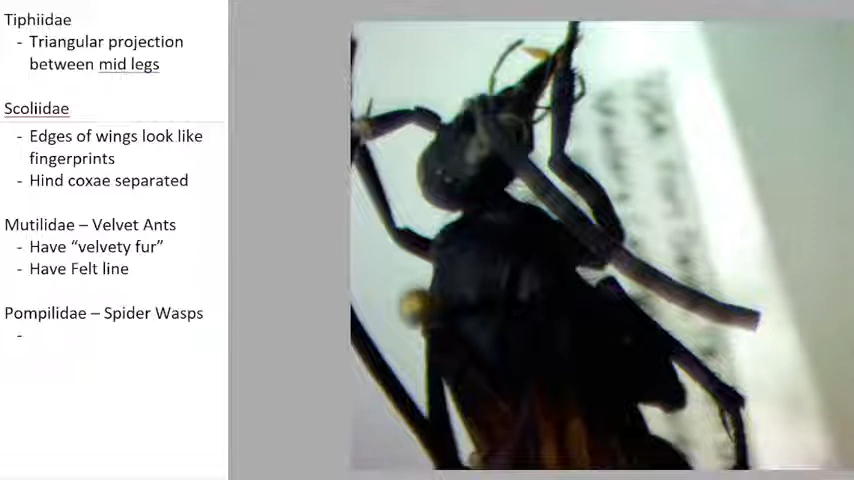 Tiphiidae
- Triangular projection
between mid legs
Scoliidae
- Edges of wings look like
fingerprints
- Hind coxae separated
Mutilidae – Velvet Ants
- Have “velvety fur”
- Have Felt line
Pompilidae – Spider Wasps
-